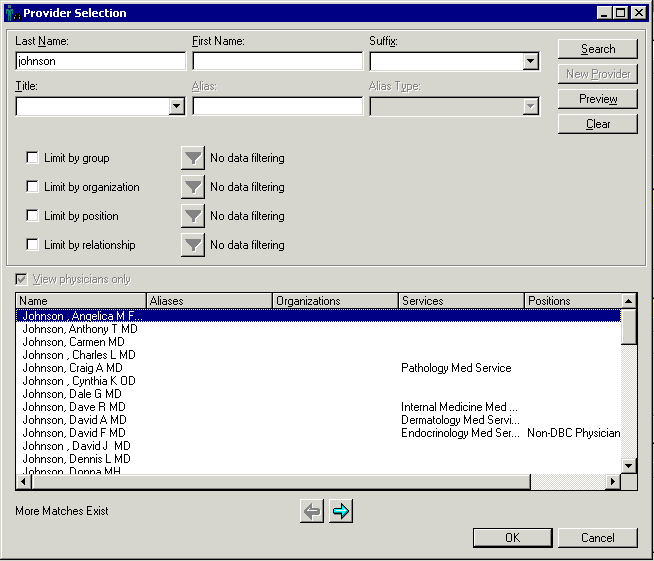 Provider Selection
Last Name: First Name: Suffix:
johnson
Search
New Provider
Title: Alias: Alias Type:
Preview
Clear
Limit by group No data filtering
Limit by organization No data filtering
Limit by position No data filtering
Limit by relationship No data filtering
View physicians only
Name Aliases Organizations Services Positions
Johnson , Angelica M F...
Johnson, Anthony T MD
Johnson, Carmen MD
Johnson , Charles L MD
Johnson, Craig A MD Pathology Med Service
Johnson , Cynthia K OD
Johnson, Dale G MD
Johnson, Dave R MD Internal Medicine Med ...
Johnson, David A MD Dermatology Med Servi...
Johnson, David F MD Endocrinology Med Ser... Non-DBC Physician
Johnson , David J MD
Johnson, Dennis L MD
Johnson, Donna MH
More Matches Exist
OK Cancel